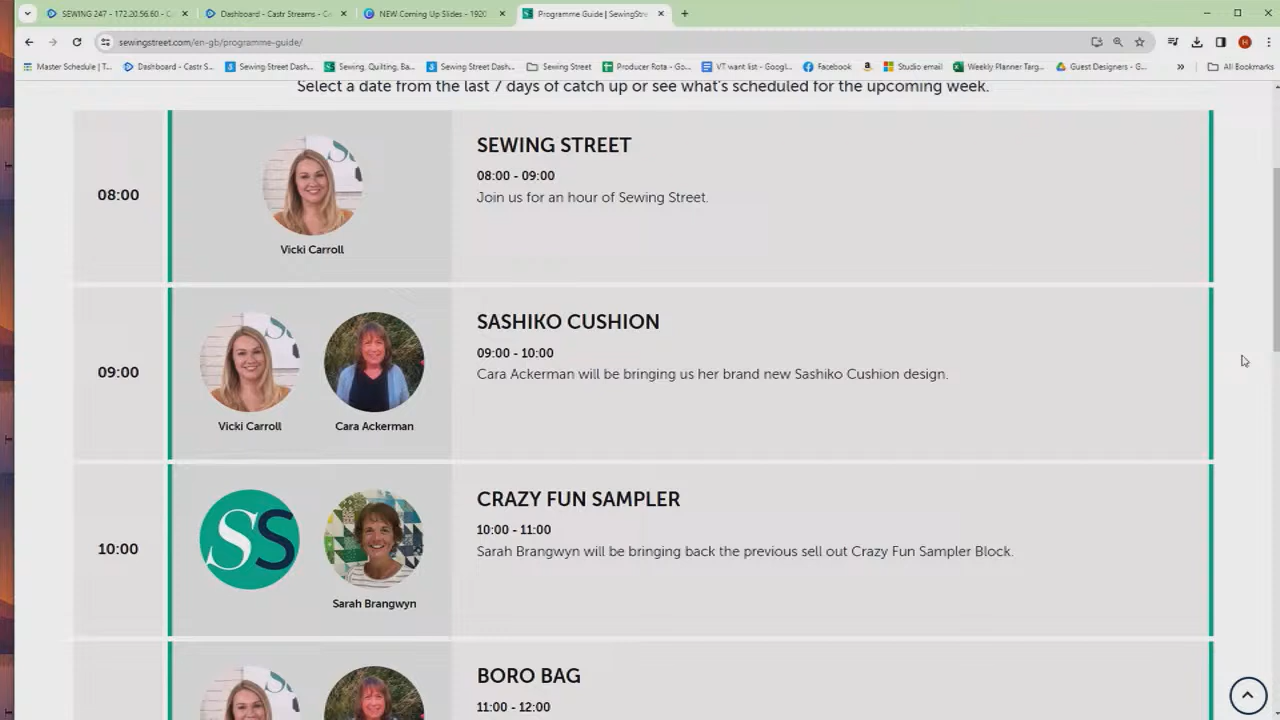 SEWING 247 - 172.20.56.60 - C
Dashboard - Castr Streams - G
NEW Coming Up Slides - 1920
Programme Guide | SewingStre
sewingstreet.com/en-gb/programme-guide/
Master Schedule | T...
Dashboard - Castr S...
Sewing Street Dash...
Sewing, Quilting, Ba...
Sewing Street Dash...
Sewing Street
Producer Rota - Go...
VT want list - Googl...
Facebook
Studio email
Weekly Planner Targ...
Guest Designers - G...
All Bookmarks
Select a date from the last 7 days of catch up or see what's scheduled for the upcoming week.
08:00
Vicki Carroll
SEWING STREET
08:00 - 09:00
Join us for an hour of Sewing Street.
09:00
Vicki Carroll
Cara Ackerman
SASHIKO CUSHION
09:00 - 10:00
Cara Ackerman will be bringing us her brand new Sashiko Cushion design.
10:00
SS
Sarah Brangwyn
CRAZY FUN SAMPLER
10:00 - 11:00
Sarah Brangwyn will be bringing back the previous sell out Crazy Fun Sampler Block.
BORO BAG
11:00 - 12:00